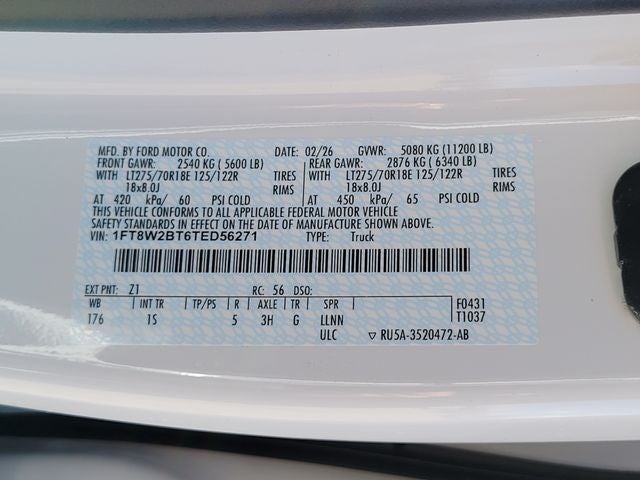 MFD. BY FORD MOTOR CO. DATE: 02/26 GVWR: 5080 KG (11200 LB)
FRONT GAWR: 2540 KG ( 5600 LB) REAR GAWR: 2876 KG ( 6340 LB)
WITH LT275/70R18E 125/122R TIRES WITH LT275/70R18E 125/122R TIRES
18x8.0J RIMS 18x8.0J RIMS
AT 420 kPa/ 60 PSI COLD AT 450 kPa/ 65 PSI COLD
THIS VEHICLE CONFORMS TO ALL APPLICABLE FEDERAL MOTOR VEHICLE
SAFETY STANDARDS IN EFFECT ON THE DATE OF MANUFACTURE SHOWN ABOVE.
VIN: 1FT8W2BT6TED56271 TYPE: Truck
EXT PNT: Z1 RC: 56 DSO:
WB INT TR TP/PS R AXLE TR SPR F0431
176 1S 5 3H G LLNN T1037
ULC ▽ RU5A-3520472-AB